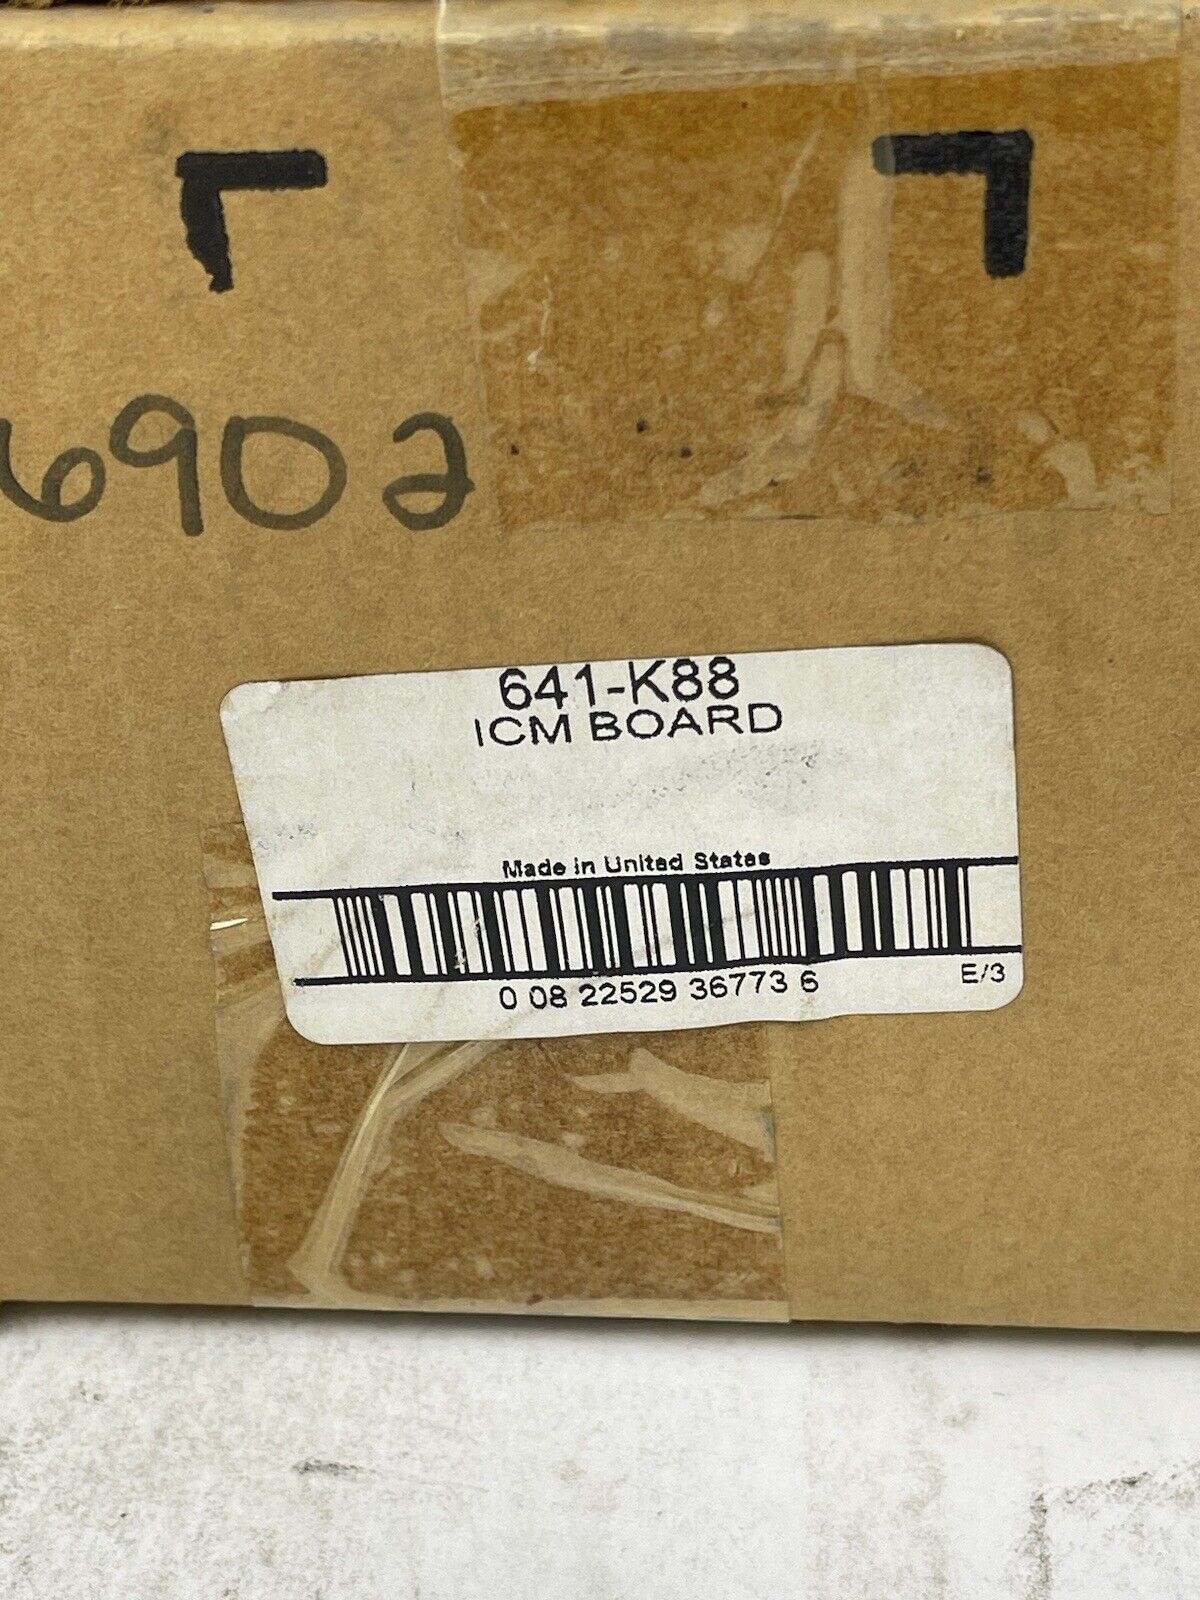 6902
641-K88
ICM BOARD
Made in United States
0 08 22529 36773 6
E/3